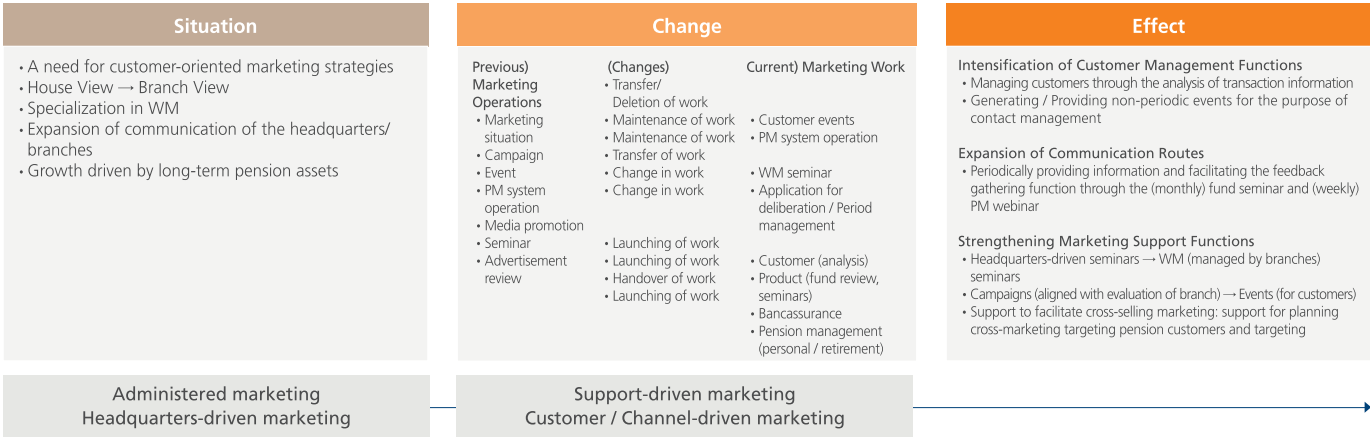 Situation
• A need for customer-oriented marketing strategies
• House View → Branch View
• Specialization in WM
• Expansion of communication of the headquarters/
branches
• Growth driven by long-term pension assets
Change
Previous)
Marketing
Operations
• Marketing
situation
• Campaign
• Event
• PM system
operation
• Media promotion
• Seminar
• Advertisement
review
(Changes)
• Transfer/
Deletion of work
• Maintenance of work
• Maintenance of work
• Transfer of work
• Change in work
• Change in work
• Launching of work
• Launching of work
• Handover of work
• Launching of work
Current) Marketing Work
• Customer events
• PM system operation
• WM seminar
• Application for
deliberation / Period
management
• Customer (analysis)
• Product (fund review,
seminars)
• Bancassurance
• Pension management
(personal / retirement)
Effect
Intensification of Customer Management Functions
• Managing customers through the analysis of transaction information
• Generating / Providing non-periodic events for the purpose of
contact management
Expansion of Communication Routes
• Periodically providing information and facilitating the feedback
gathering function through the (monthly) fund seminar and (weekly)
PM webinar
Strengthening Marketing Support Functions
• Headquarters-driven seminars → WM (managed by branches)
seminars
• Campaigns (aligned with evaluation of branch) → Events (for customers)
• Support to facilitate cross-selling marketing: support for planning
cross-marketing targeting pension customers and targeting
Administered marketing
Headquarters-driven marketing
Support-driven marketing
Customer / Channel-driven marketing